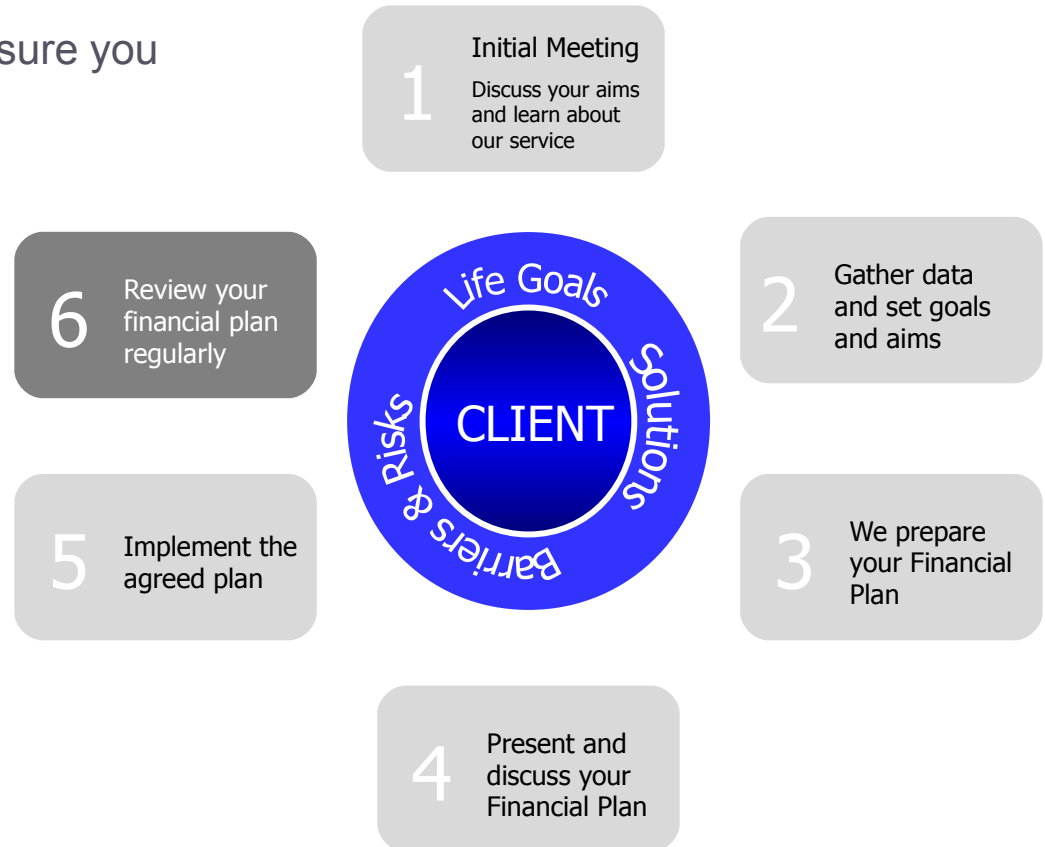 sure you
1
Initial Meeting
Discuss your aims
and learn about
our service
2
Gather data
and set goals
and aims
3
We prepare
your Financial
Plan
4
Present and
discuss your
Financial Plan
5
Implement the
agreed plan
6
Review your
financial plan
regularly
Life Goals
Solutions
Barriers & Risks
CLIENT